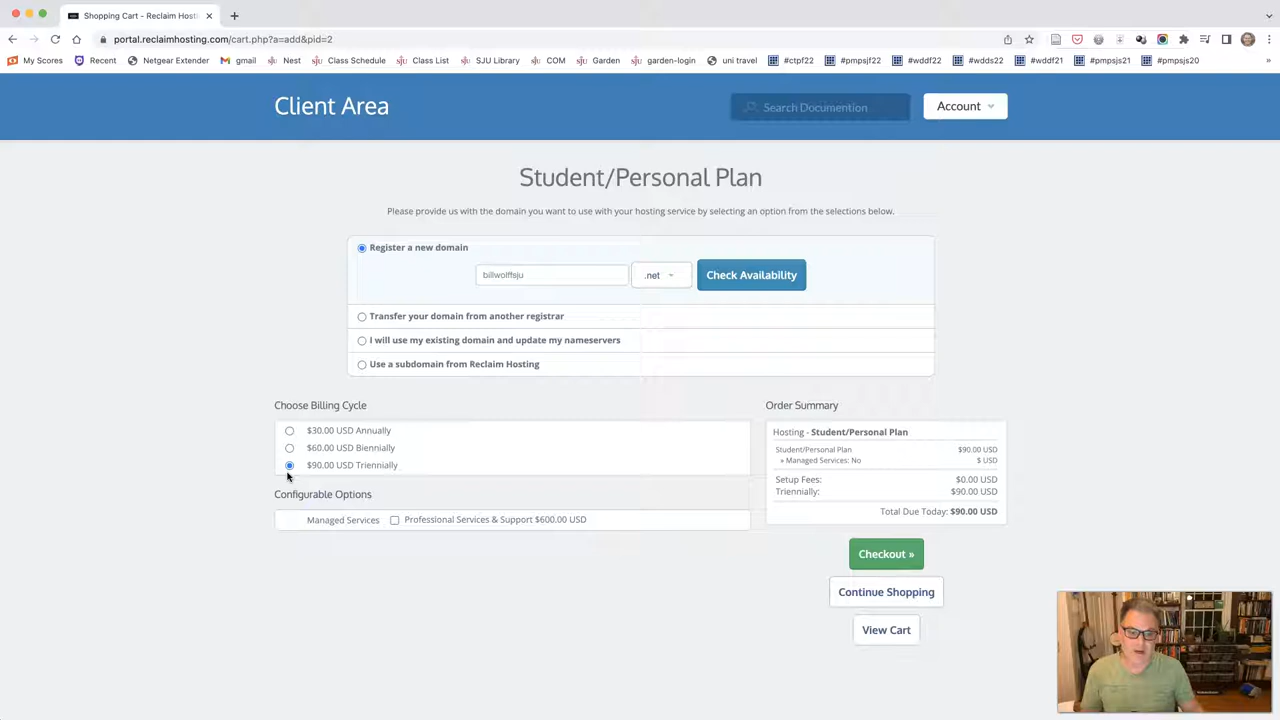 Shopping Cart - Reclaim Hosti
portal.reclaimhosting.com/cart.php?a=add&pid=2
My Scores Recent Netgear Extender gmail Nest Class Schedule Class List SJU Library COM Garden garden-login uni travel #ctpf22 #pmpsjf22 #wddf22 #wdds22 #wddf21 #pmpsjs21 #pmpsjs20 »
Client Area
Search Documention
Account
Student/Personal Plan
Please provide us with the domain you want to use with your hosting service by selecting an option from the selections below.
Register a new domain
billwolffsju .net Check Availability
Transfer your domain from another registrar
I will use my existing domain and update my nameservers
Use a subdomain from Reclaim Hosting
Choose Billing Cycle
$30.00 USD Annually
$60.00 USD Biennially
$90.00 USD Triennially
Configurable Options
Managed Services Professional Services & Support $600.00 USD
Order Summary
Hosting - Student/Personal Plan
Student/Personal Plan $90.00 USD
» Managed Services: No $ USD
Setup Fees: $0.00 USD
Triennially: $90.00 USD
Total Due Today: $90.00 USD
Checkout »
Continue Shopping
View Cart